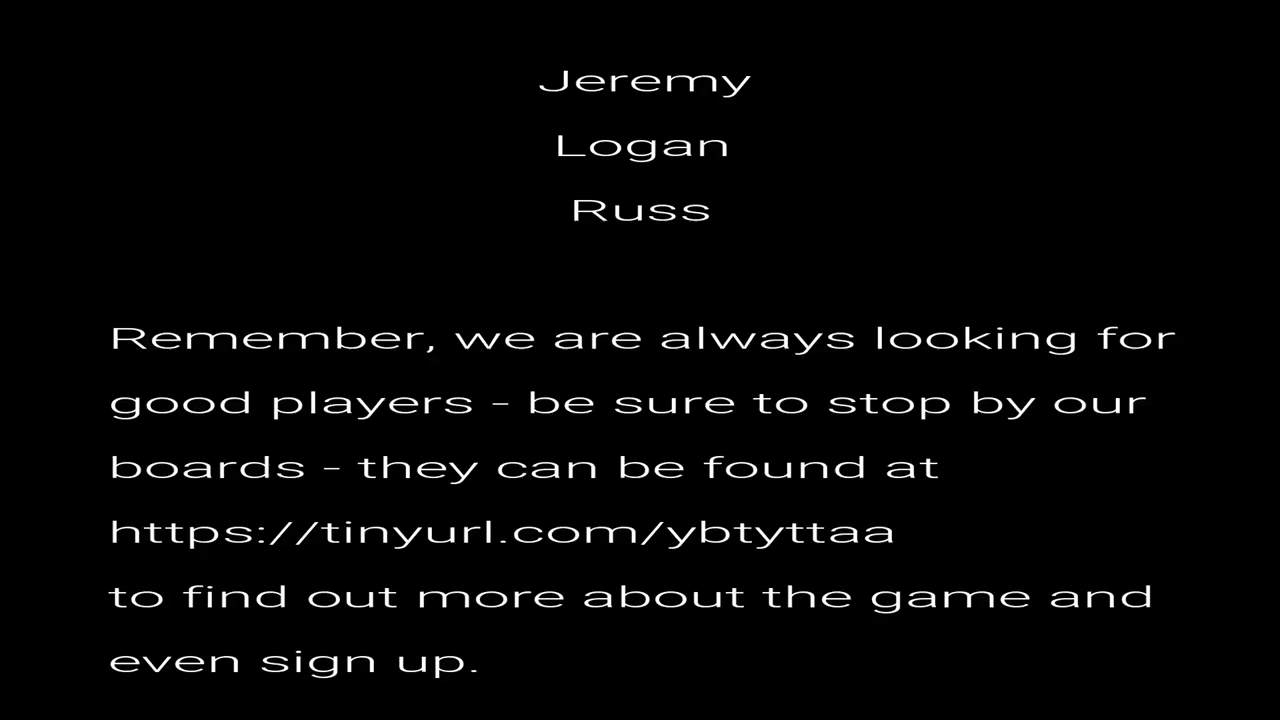 Jeremy
Logan
Russ
Remember, we are always looking for
good players - be sure to stop by our
boards - they can be found at
https://tinyurl.com/ybtyttaa
to find out more about the game and
even sign up.